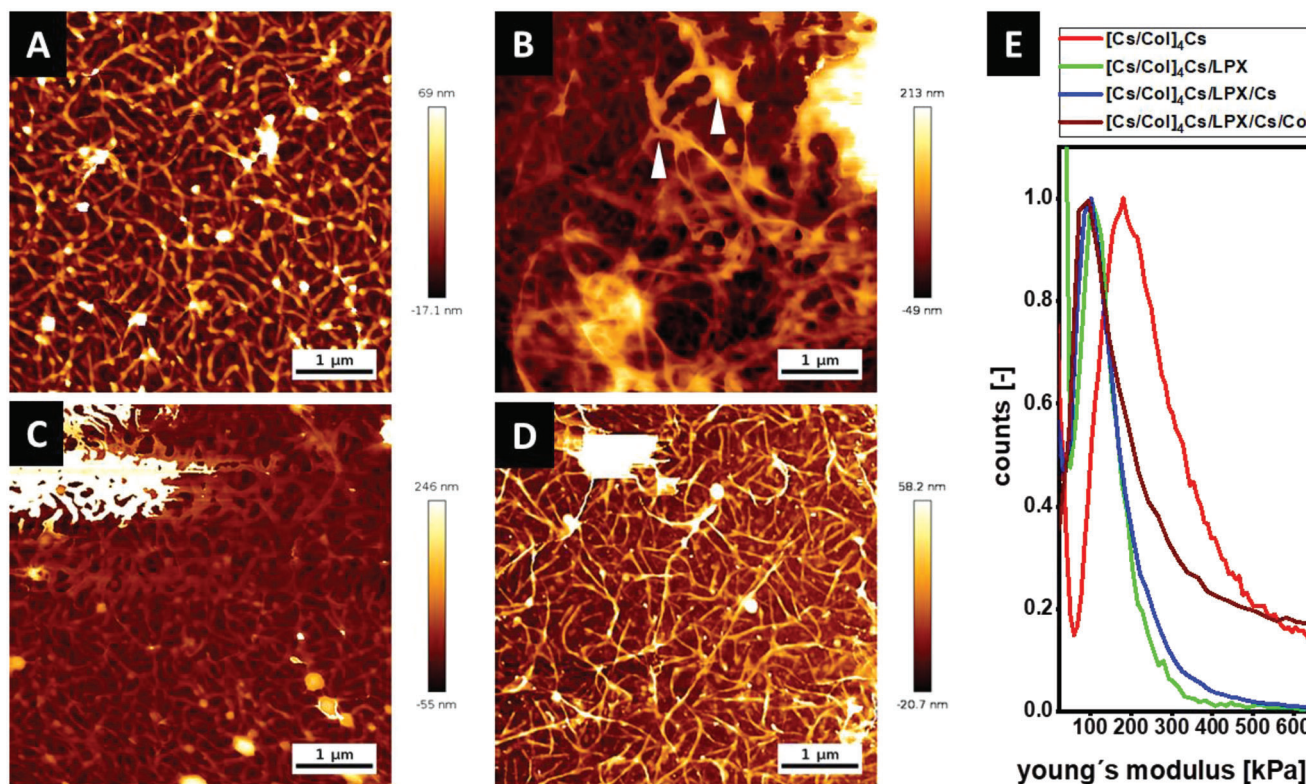 A
69 nm
-17.1 nm
1 μm
B
213 nm
-49 nm
1 μm
C
246 nm
-55 nm
1 μm
D
58.2 nm
-20.7 nm
1 μm
E
[Cs/Col]₄Cs
[Cs/Col]₄Cs/LPX
[Cs/Col]₄Cs/LPX/Cs
[Cs/Col]₄Cs/LPX/Cs/Co
1.0
0.8
0.6
0.4
0.2
0.0
counts [-]
100 200 300 400 500 600
young´s modulus [kPa]